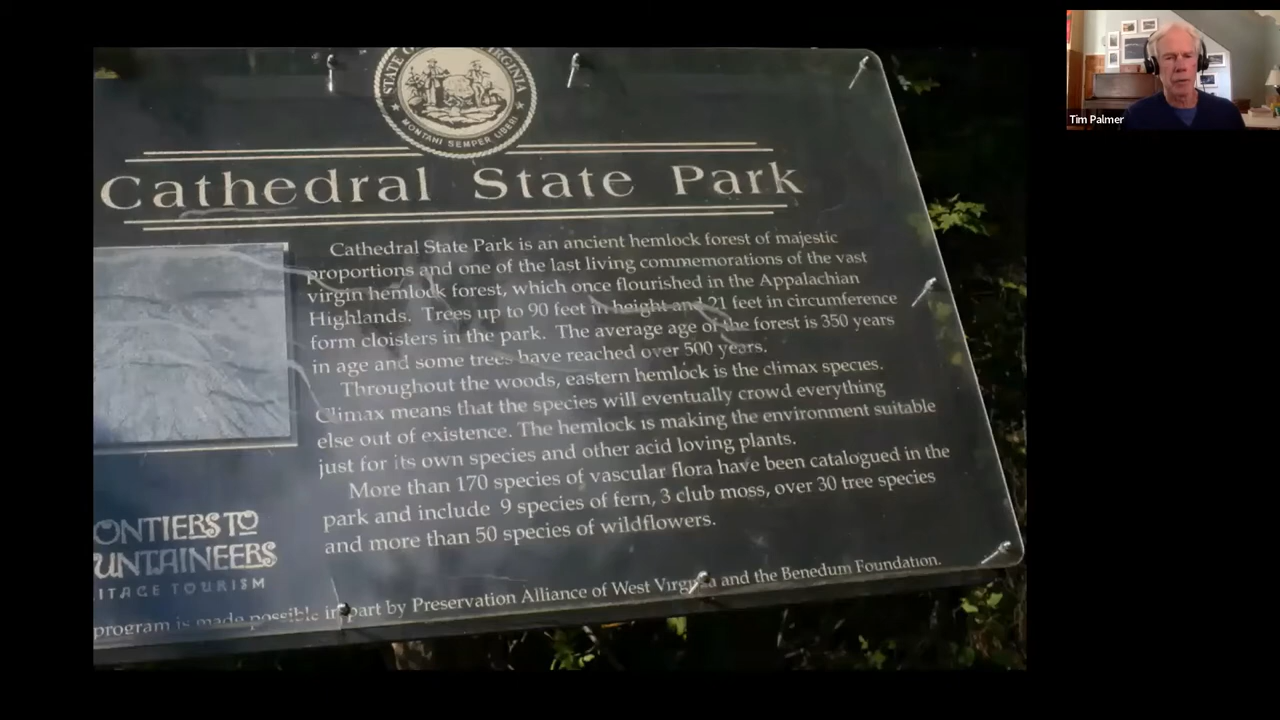 STATE O VIRGINIA
MONTANI SEMPER LIBERI
Cathedral State Park
Cathedral State Park is an ancient hemlock forest of majestic
proportions and one of the last living commemorations of the vast
virgin hemlock forest, which once flourished in the Appalachian
Highlands. Trees up to 90 feet in height and 21 feet in circumference
form cloisters in the park. The average age of the forest is 350 years
in age and some trees have reached over 500 years.
Throughout the woods, eastern hemlock is the climax species.
Climax means that the species will eventually crowd everything
else out of existence. The hemlock is making the environment suitable
just for its own species and other acid loving plants.
More than 170 species of vascular flora have been catalogued in the
park and include 9 species of fern, 3 club moss, over 30 tree species
and more than 50 species of wildflowers.
ONTIERS TO
UNTAINEERS
ITAGE TOURISM
program is made possible in part by Preservation Alliance of West Virginia and the Benedum Foundation.
Tim Palmer